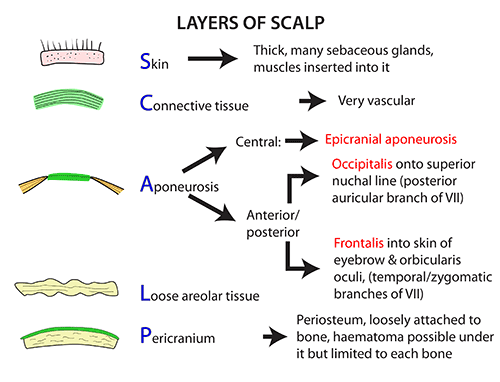 LAYERS OF SCALP
Skin
Thick, many sebaceous glands,
muscles inserted into it
Connective tissue
Very vascular
Aponeurosis
Central:
Epicranial aponeurosis
Anterior/
posterior
Occipitalis onto superior
nuchal line (posterior
auricular branch of VII)
Frontalis into skin of
eyebrow & orbicularis
oculi, (temporal/zygomatic
branches of VII)
Loose areolar tissue
Pericranium
Periosteum, loosely attached to
bone, haematoma possible under
it but limited to each bone